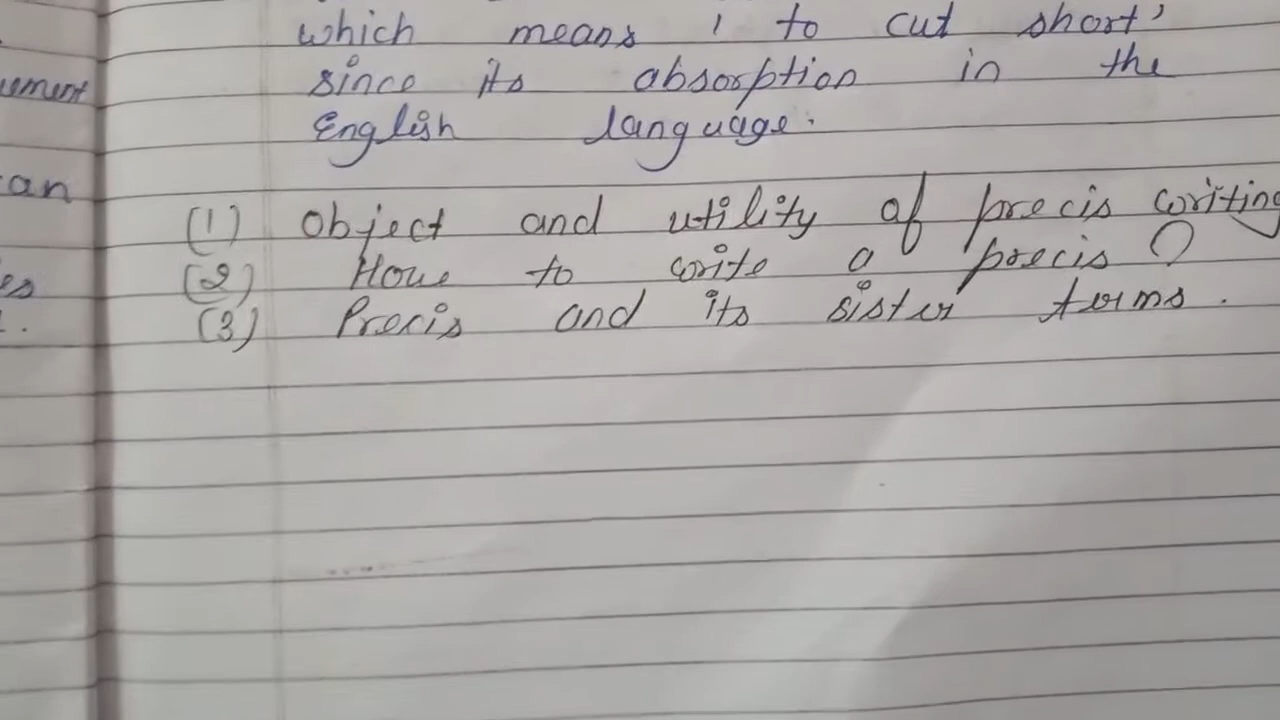 which means ' to cut short'
since its absorption in the
English language.
(1) Object and utility of precis writing
(2) How to write a precis ?
(3) Precis and its sister terms.
an